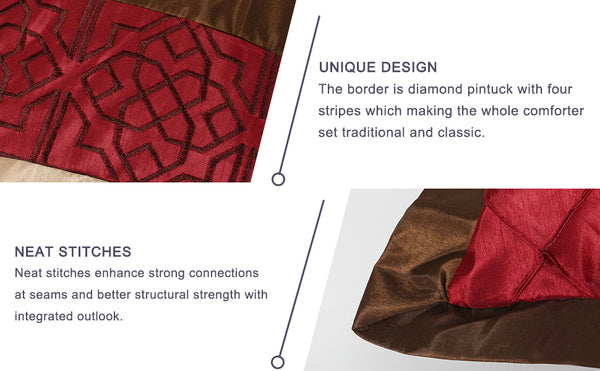 UNIQUE DESIGN
The border is diamond pintuck with four
stripes which making the whole comforter
set traditional and classic.
NEAT STITCHES
Neat stitches enhance strong connections
at seams and better structural strength with
integrated outlook.